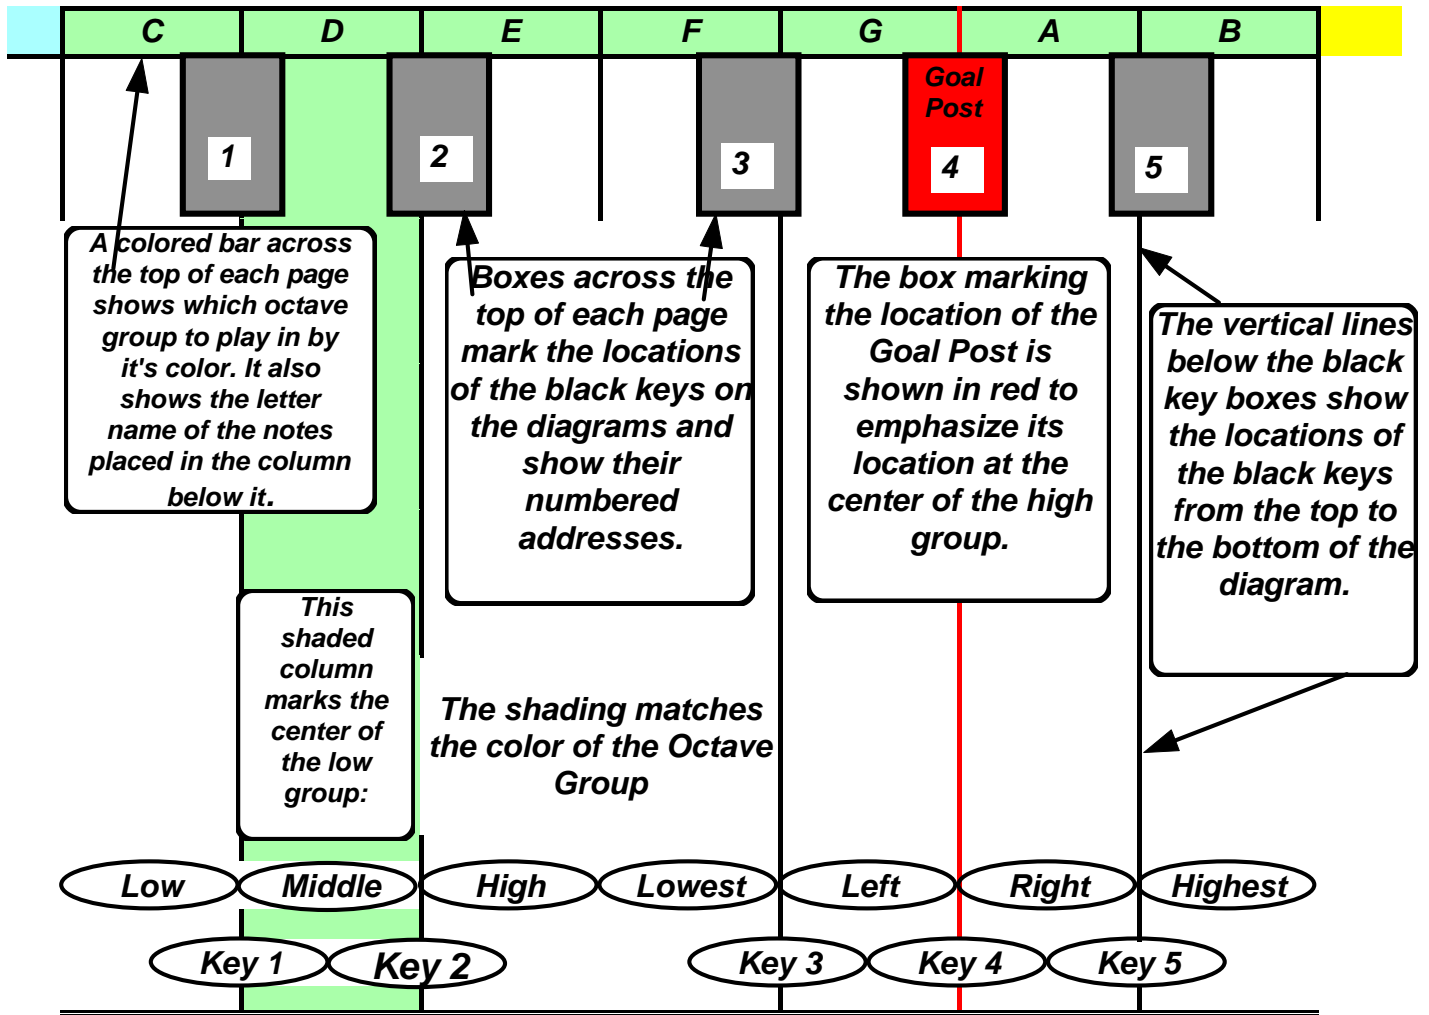 C D E F G A B
Goal
Post
1 2 3 4 5
A colored bar across
the top of each page
shows which octave
group to play in by
it's color. It also
shows the letter
name of the notes
placed in the column
below it.
Boxes across the
top of each page
mark the locations
of the black keys on
the diagrams and
show their
numbered
addresses.
The box marking
the location of the
Goal Post is
shown in red to
emphasize its
location at the
center of the high
group.
The vertical lines
below the black
key boxes show
the locations of
the black keys
from the top to
the bottom of the
diagram.
This
shaded
column
marks the
center of
the low
group:
The shading matches
the color of the Octave
Group
Low Middle High Lowest Left Right Highest
Key 1 Key 2 Key 3 Key 4 Key 5